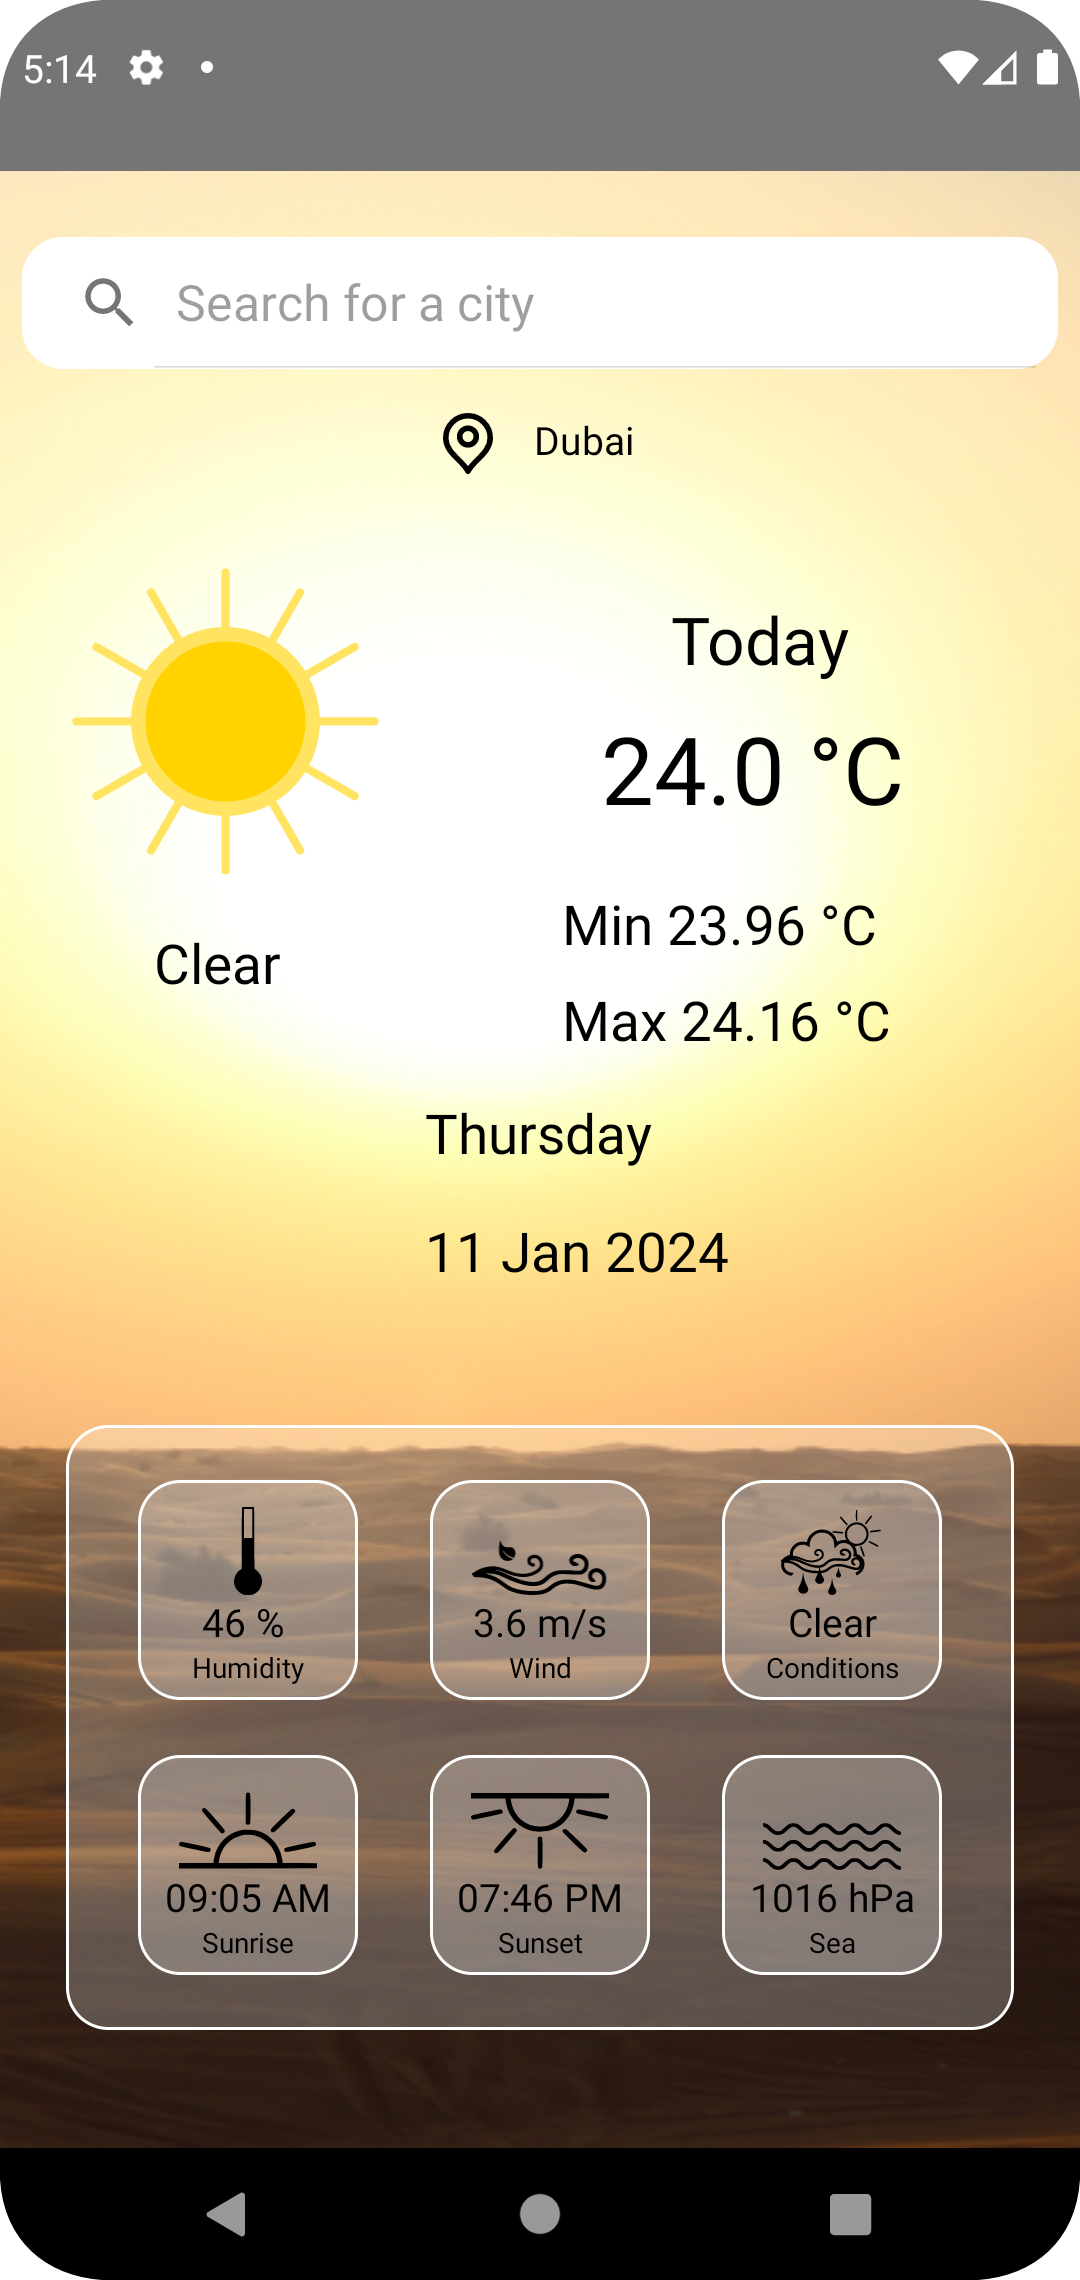 5:14
Search for a city
Dubai
Today
24.0 °C
Min 23.96 °C
Clear
Max 24.16 °C
Thursday
11 Jan 2024
46 %
Humidity
3.6 m/s
Wind
Clear
Conditions
09:05 AM
Sunrise
07:46 PM
Sunset
1016 hPa
Sea